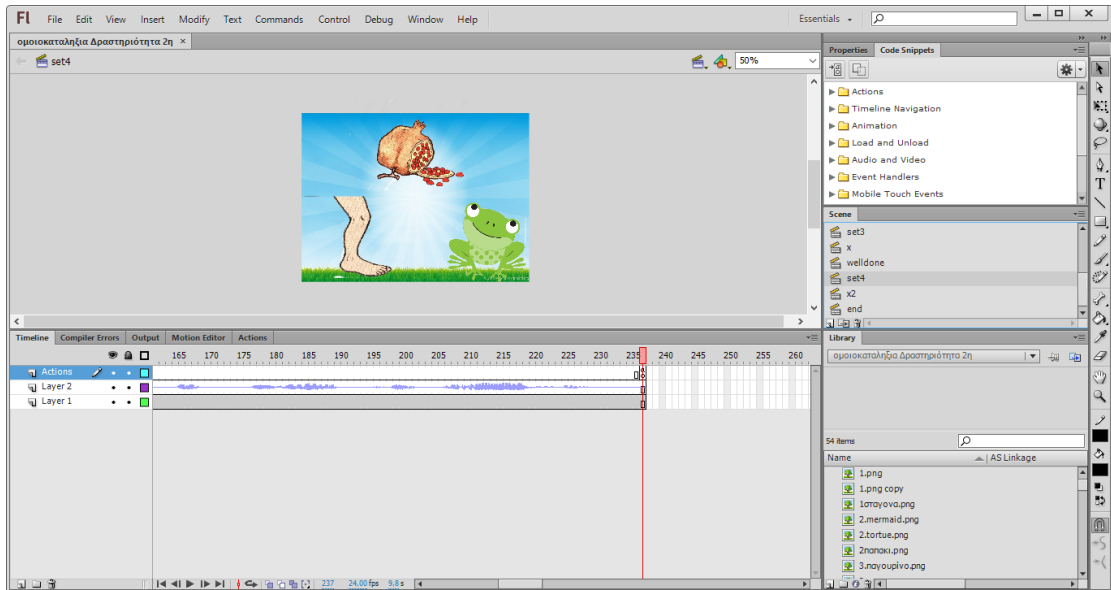 Fl File Edit View Insert Modify Text Commands Control Debug Window Help Essentials
ομοιοκαταληξια Δραστηριότητα 2η ×
set4 50%
Properties Code Snippets
Actions
Timeline Navigation
Animation
Load and Unload
Audio and Video
Event Handlers
Mobile Touch Events
Scene
set3
x
welldone
set4
x2
end
Timeline Compiler Errors Output Motion Editor Actions
165 170 175 180 185 190 195 200 205 210 215 220 225 230 235 240 245 250 255 260
Actions
Layer 2
Layer 1
237 24.00 fps 9.8 s
Library
ομοιοκαταληξια Δραστηριότητα 2η
54 items
Name AS Linkage
1.png
1.png copy
1σταγονα.png
2.mermaid.png
2.tortue.png
2παπακι.png
3.παγουρίνο.png